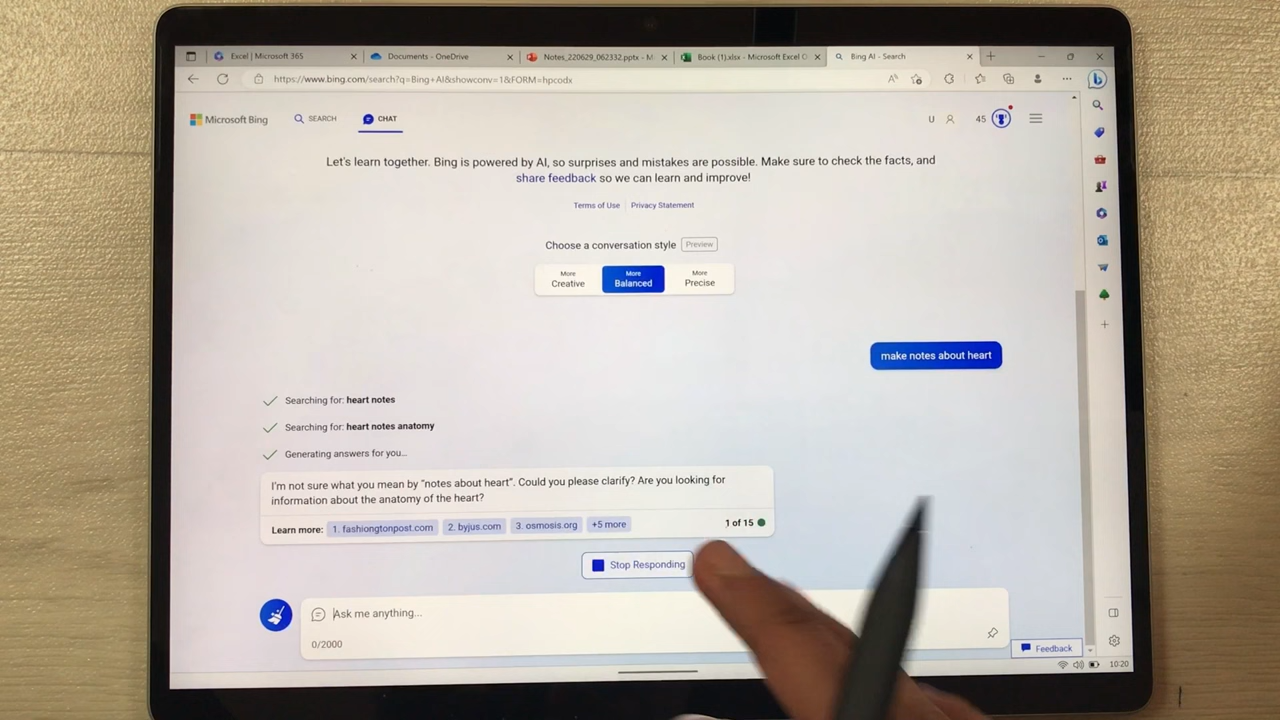 Excel | Microsoft 365
Documents - OneDrive
Notes_220629_062332.pptx - M
Book (1).xlsx - Microsoft Excel O
Bing AI - Search
https://www.bing.com/search?q=Bing+AI&showconv=1&FORM=hpcodx
Microsoft Bing
SEARCH
CHAT
U
45
Let's learn together. Bing is powered by AI, so surprises and mistakes are possible. Make sure to check the facts, and
share feedback so we can learn and improve!
Terms of Use | Privacy Statement
Choose a conversation style Preview
More
Creative
More
Balanced
More
Precise
make notes about heart
Searching for: heart notes
Searching for: heart notes anatomy
Generating answers for you...
I'm not sure what you mean by "notes about heart". Could you please clarify? Are you looking for
information about the anatomy of the heart?
Learn more: 1. fashiongtonpost.com 2. byjus.com 3. osmosis.org +5 more
1 of 15
Stop Responding
Ask me anything...
0/2000
Feedback
10:20